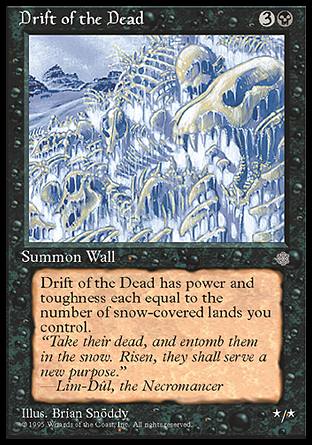 Drift of the Dead 3
Summon Wall
Drift of the Dead has power and
toughness each equal to the
number of snow-covered lands you
control.
“Take their dead, and entomb them
in the snow. Risen, they shall serve a
new purpose.”
—Lim-Dûl, the Necromancer
Illus. Brian Snõddy
© 1995 Wizards of the Coast, Inc. All rights reserved.
*/*